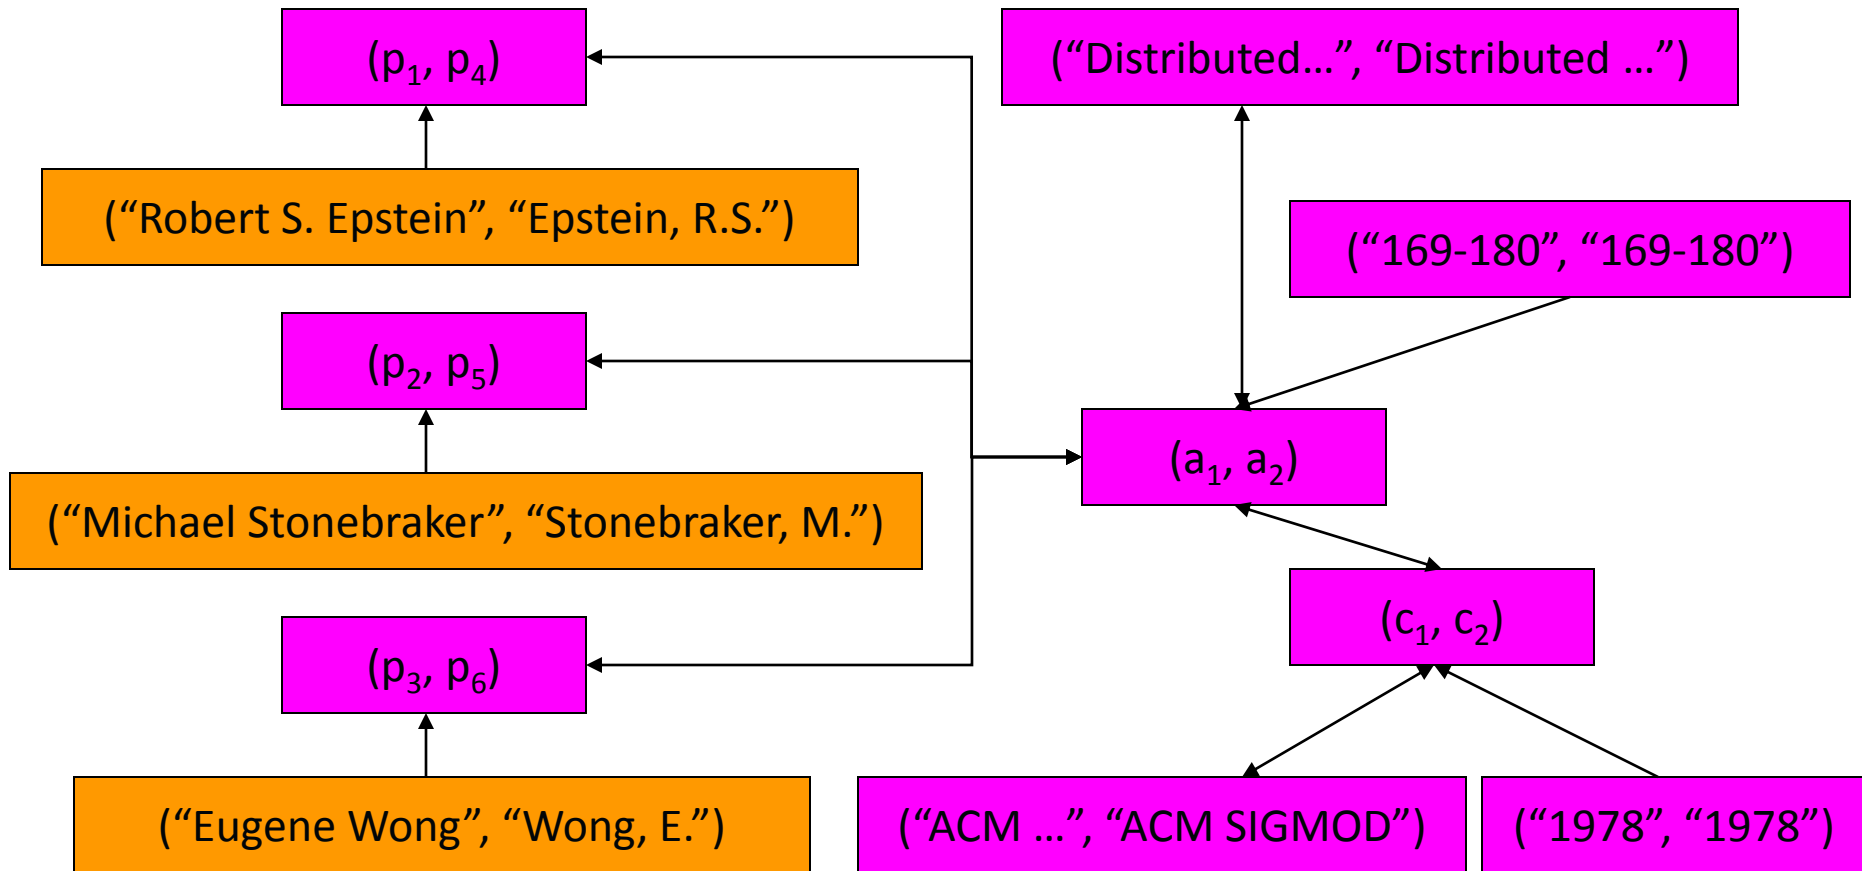 (p₁, p₄)
(“Distributed…”, “Distributed …”)
(“Robert S. Epstein”, “Epstein, R.S.”)
(“169-180”, “169-180”)
(p₂, p₅)
(a₁, a₂)
(“Michael Stonebraker”, “Stonebraker, M.”)
(c₁, c₂)
(p₃, p₆)
(“Eugene Wong”, “Wong, E.”)
(“ACM …”, “ACM SIGMOD”)
(“1978”, “1978”)